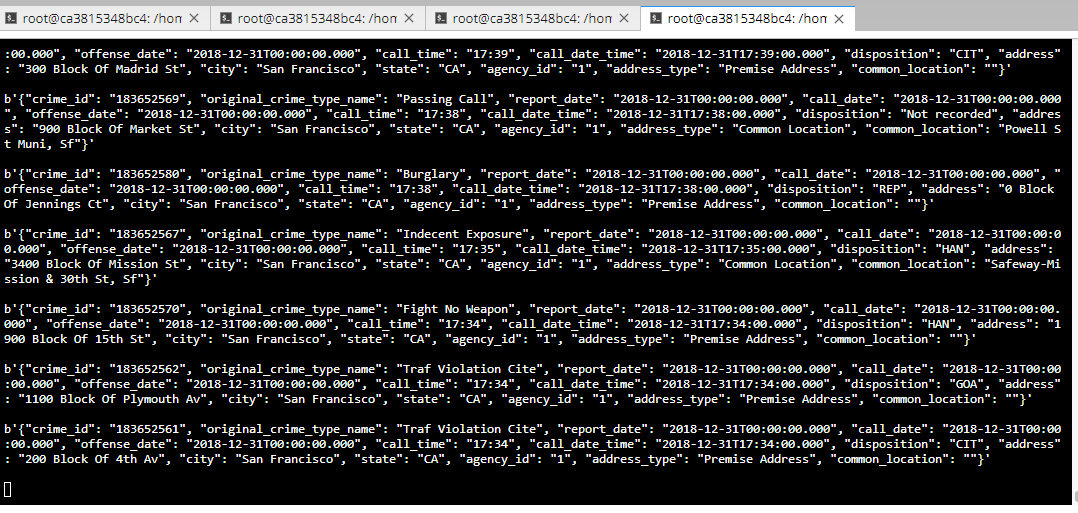 root@ca3815348bc4: /hom × root@ca3815348bc4: /hom × root@ca3815348bc4: /hom × root@ca3815348bc4: /hom ×
:00.000", "offense_date": "2018-12-31T00:00:00.000", "call_time": "17:39", "call_date_time": "2018-12-31T17:39:00.000", "disposition": "CIT", "address"
: "300 Block Of Madrid St", "city": "San Francisco", "state": "CA", "agency_id": "1", "address_type": "Premise Address", "common_location": ""}'
b'{"crime_id": "183652569", "original_crime_type_name": "Passing Call", "report_date": "2018-12-31T00:00:00.000", "call_date": "2018-12-31T00:00:00.000
", "offense_date": "2018-12-31T00:00:00.000", "call_time": "17:38", "call_date_time": "2018-12-31T17:38:00.000", "disposition": "Not recorded", "addres
s": "900 Block Of Market St", "city": "San Francisco", "state": "CA", "agency_id": "1", "address_type": "Common Location", "common_location": "Powell S
t Muni, Sf"}'
b'{"crime_id": "183652580", "original_crime_type_name": "Burglary", "report_date": "2018-12-31T00:00:00.000", "call_date": "2018-12-31T00:00:00.000", "
offense_date": "2018-12-31T00:00:00.000", "call_time": "17:38", "call_date_time": "2018-12-31T17:38:00.000", "disposition": "REP", "address": "0 Block
Of Jennings Ct", "city": "San Francisco", "state": "CA", "agency_id": "1", "address_type": "Premise Address", "common_location": ""}'
b'{"crime_id": "183652567", "original_crime_type_name": "Indecent Exposure", "report_date": "2018-12-31T00:00:00.000", "call_date": "2018-12-31T00:00:0
0.000", "offense_date": "2018-12-31T00:00:00.000", "call_time": "17:35", "call_date_time": "2018-12-31T17:35:00.000", "disposition": "HAN", "address":
"3400 Block Of Mission St", "city": "San Francisco", "state": "CA", "agency_id": "1", "address_type": "Common Location", "common_location": "Safeway-Mi
ssion & 30th St, Sf"}'
b'{"crime_id": "183652570", "original_crime_type_name": "Fight No Weapon", "report_date": "2018-12-31T00:00:00.000", "call_date": "2018-12-31T00:00:00.
000", "offense_date": "2018-12-31T00:00:00.000", "call_time": "17:34", "call_date_time": "2018-12-31T17:34:00.000", "disposition": "HAN", "address": "1
900 Block Of 15th St", "city": "San Francisco", "state": "CA", "agency_id": "1", "address_type": "Premise Address", "common_location": ""}'
b'{"crime_id": "183652562", "original_crime_type_name": "Traf Violation Cite", "report_date": "2018-12-31T00:00:00.000", "call_date": "2018-12-31T00:00
:00.000", "offense_date": "2018-12-31T00:00:00.000", "call_time": "17:34", "call_date_time": "2018-12-31T17:34:00.000", "disposition": "GOA", "address"
: "1100 Block Of Plymouth Av", "city": "San Francisco", "state": "CA", "agency_id": "1", "address_type": "Premise Address", "common_location": ""}'
b'{"crime_id": "183652561", "original_crime_type_name": "Traf Violation Cite", "report_date": "2018-12-31T00:00:00.000", "call_date": "2018-12-31T00:00
:00.000", "offense_date": "2018-12-31T00:00:00.000", "call_time": "17:34", "call_date_time": "2018-12-31T17:34:00.000", "disposition": "CIT", "address"
: "200 Block Of 4th Av", "city": "San Francisco", "state": "CA", "agency_id": "1", "address_type": "Premise Address", "common_location": ""}'